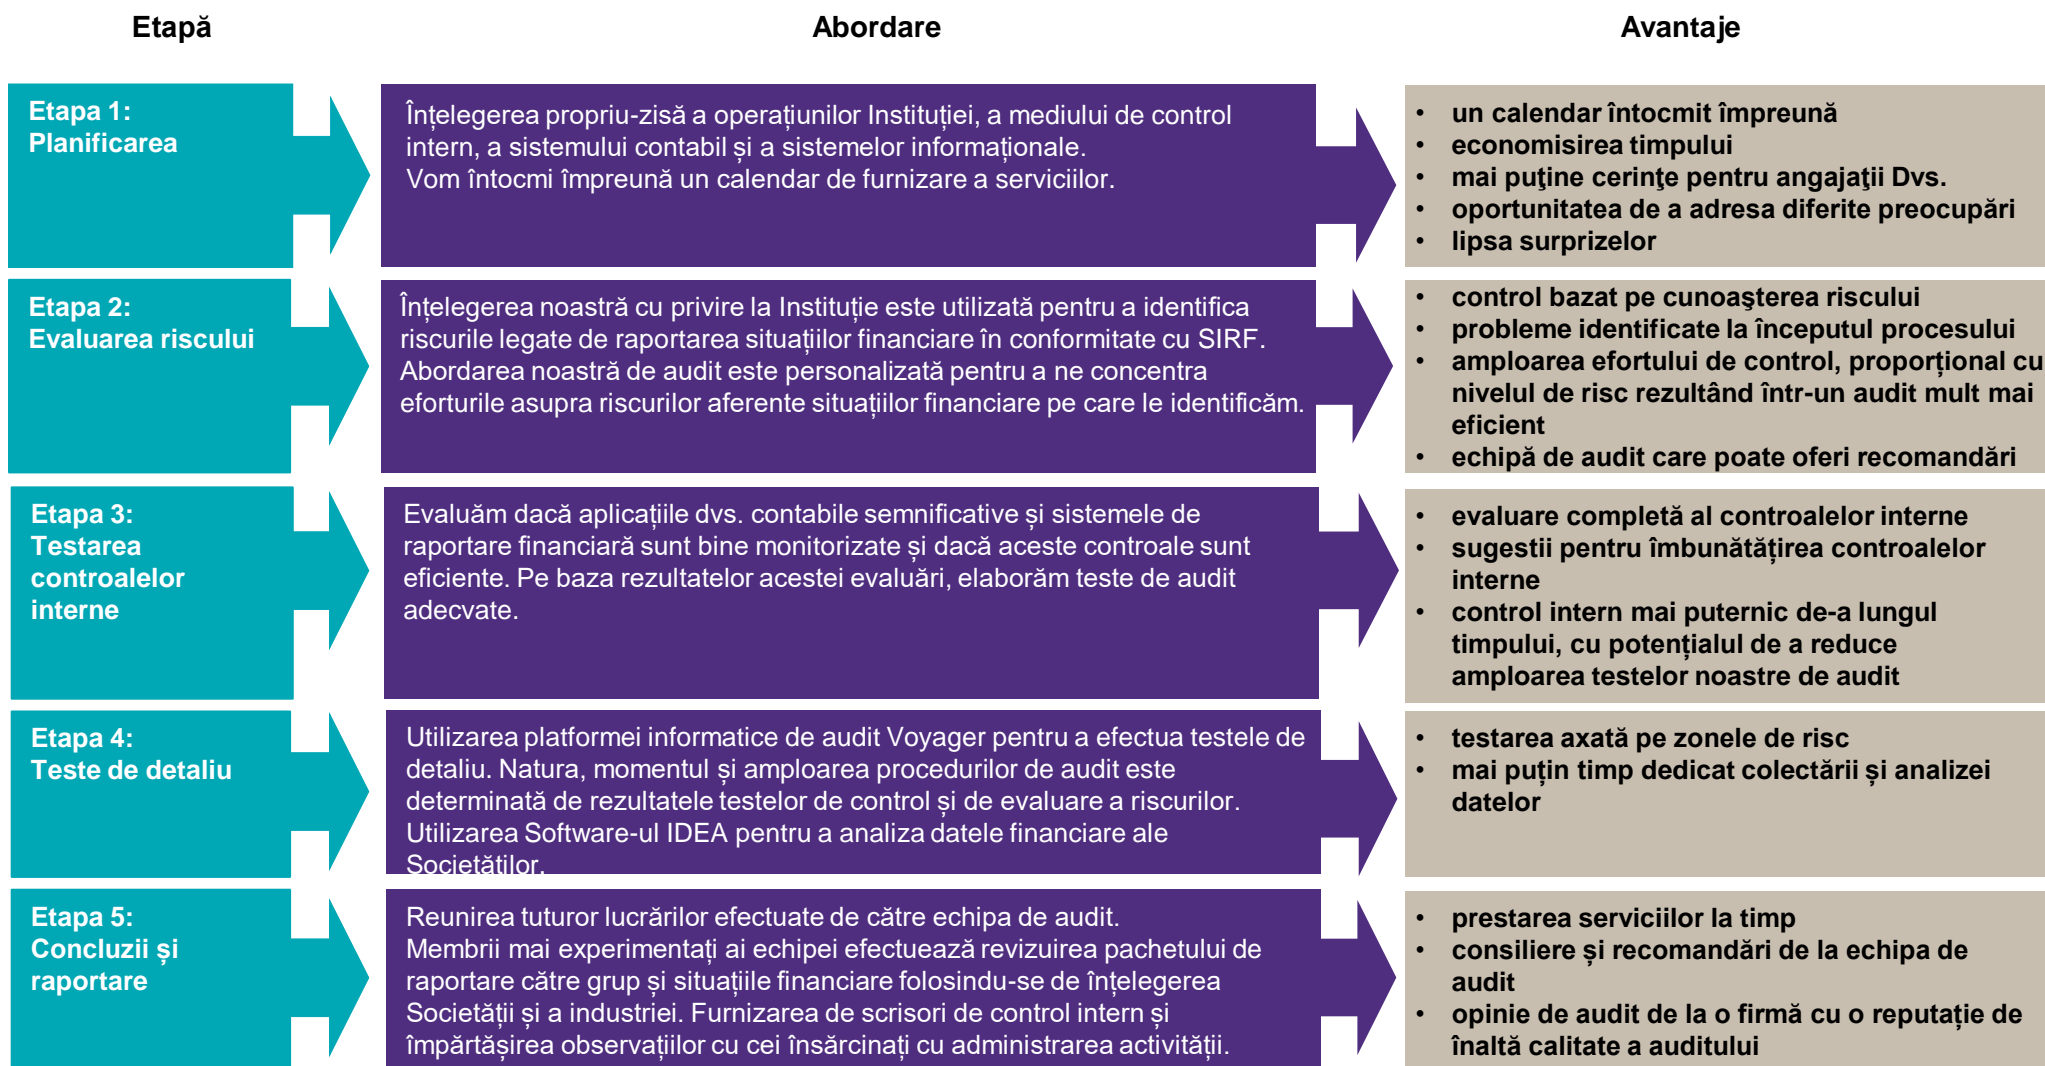 Etapă
Abordare
Avantaje
Etapa 1:
Planificarea
Înțelegerea propriu-zisă a operațiunilor Instituției, a mediului de control
intern, a sistemului contabil și a sistemelor informaționale.
Vom întocmi împreună un calendar de furnizare a serviciilor.
• un calendar întocmit împreună
• economisirea timpului
• mai puţine cerinţe pentru angajaţii Dvs.
• oportunitatea de a adresa diferite preocupări
• lipsa surprizelor
Etapa 2:
Evaluarea riscului
Înțelegerea noastră cu privire la Instituție este utilizată pentru a identifica
riscurile legate de raportarea situațiilor financiare în conformitate cu SIRF.
Abordarea noastră de audit este personalizată pentru a ne concentra
eforturile asupra riscurilor aferente situațiilor financiare pe care le identificăm.
• control bazat pe cunoaşterea riscului
• probleme identificate la începutul procesului
• amploarea efortului de control, proporțional cu
nivelul de risc rezultând într-un audit mult mai
eficient
• echipă de audit care poate oferi recomandări
Etapa 3:
Testarea
controalelor
interne
Evaluăm dacă aplicațiile dvs. contabile semnificative și sistemele de
raportare financiară sunt bine monitorizate și dacă aceste controale sunt
eficiente. Pe baza rezultatelor acestei evaluări, elaborăm teste de audit
adecvate.
• evaluare completă al controalelor interne
• sugestii pentru îmbunătățirea controalelor
interne
• control intern mai puternic de-a lungul
timpului, cu potențialul de a reduce
amploarea testelor noastre de audit
Etapa 4:
Teste de detaliu
Utilizarea platformei informatice de audit Voyager pentru a efectua testele de
detaliu. Natura, momentul și amploarea procedurilor de audit este
determinată de rezultatele testelor de control și de evaluare a riscurilor.
Utilizarea Software-ul IDEA pentru a analiza datele financiare ale
Societăților.
• testarea axată pe zonele de risc
• mai puțin timp dedicat colectării și analizei
datelor
Etapa 5:
Concluzii și
raportare
Reunirea tuturor lucrărilor efectuate de către echipa de audit.
Membrii mai experimentați ai echipei efectuează revizuirea pachetului de
raportare către grup și situațiile financiare folosindu-se de înțelegerea
Societății și a industriei. Furnizarea de scrisori de control intern și
împărtășirea observațiilor cu cei însărcinați cu administrarea activității.
• prestarea serviciilor la timp
• consiliere și recomandări de la echipa de
audit
• opinie de audit de la o firmă cu o reputație de
înaltă calitate a auditului